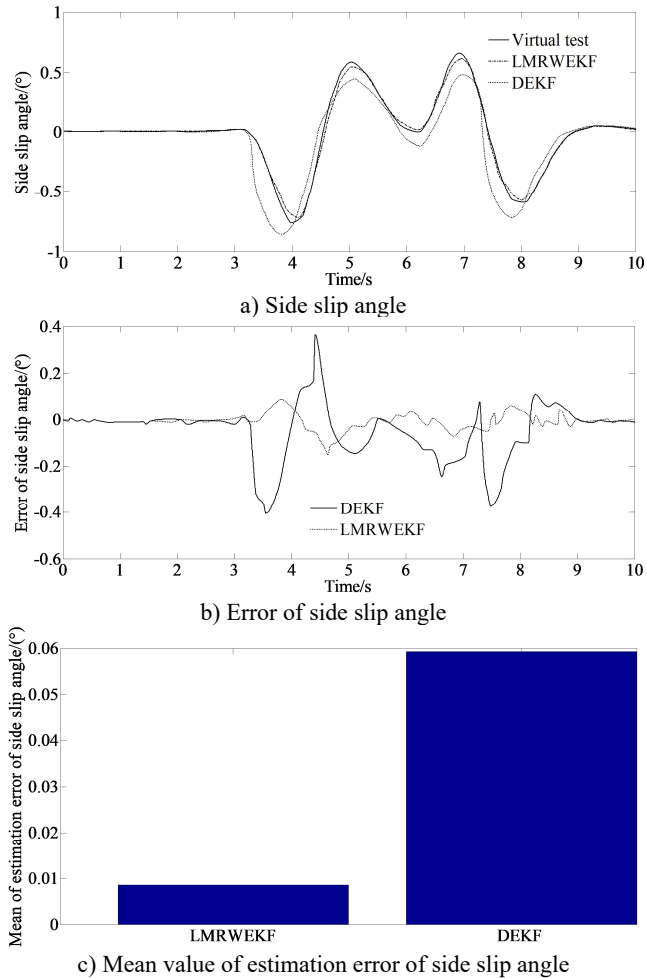 Side slip angle/(°)
1
0.5
0
-0.5
-1
Virtual test
LMRWEKF
DEKF
0 1 2 3 4 5 6 7 8 9 10
Time/s
a) Side slip angle
Error of side slip angle/(°)
0.4
0.2
0
-0.2
-0.4
-0.6
DEKF
LMRWEKF
0 1 2 3 4 5 6 7 8 9 10
Time/s
b) Error of side slip angle
Mean of estimation error of side slip angle/(°)
0.06
0.05
0.04
0.03
0.02
0.01
0
LMRWEKF DEKF
c) Mean value of estimation error of side slip angle